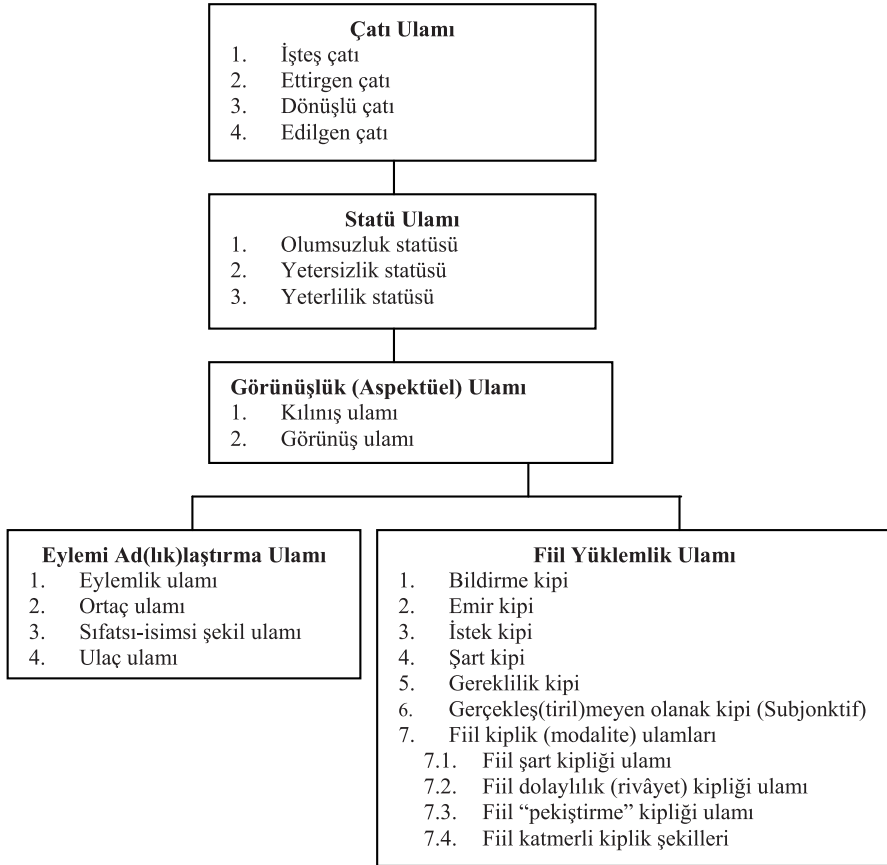 Çatı Ulamı
1. İşteş çatı
2. Ettirgen çatı
3. Dönüşlü çatı
4. Edilgen çatı
Statü Ulamı
1. Olumsuzluk statüsü
2. Yetersizlik statüsü
3. Yeterlilik statüsü
Görünüşlük (Aspektüel) Ulamı
1. Kılınış ulamı
2. Görünüş ulamı
Eylemi Ad(lık)laştırma Ulamı
1. Eylemlik ulamı
2. Ortaç ulamı
3. Sıfatsı-isimsi şekil ulamı
4. Ulaç ulamı
Fiil Yüklemlik Ulamı
1. Bildirme kipi
2. Emir kipi
3. İstek kipi
4. Şart kipi
5. Gereklilik kipi
6. Gerçekleş(tiril)meyen olanak kipi (Subjonktif)
7. Fiil kiplik (modalite) ulamları
7.1. Fiil şart kipliği ulamı
7.2. Fiil dolaylılık (rivâyet) kipliği ulamı
7.3. Fiil “pekiştirme” kipliği ulamı
7.4. Fiil katmerli kiplik şekilleri